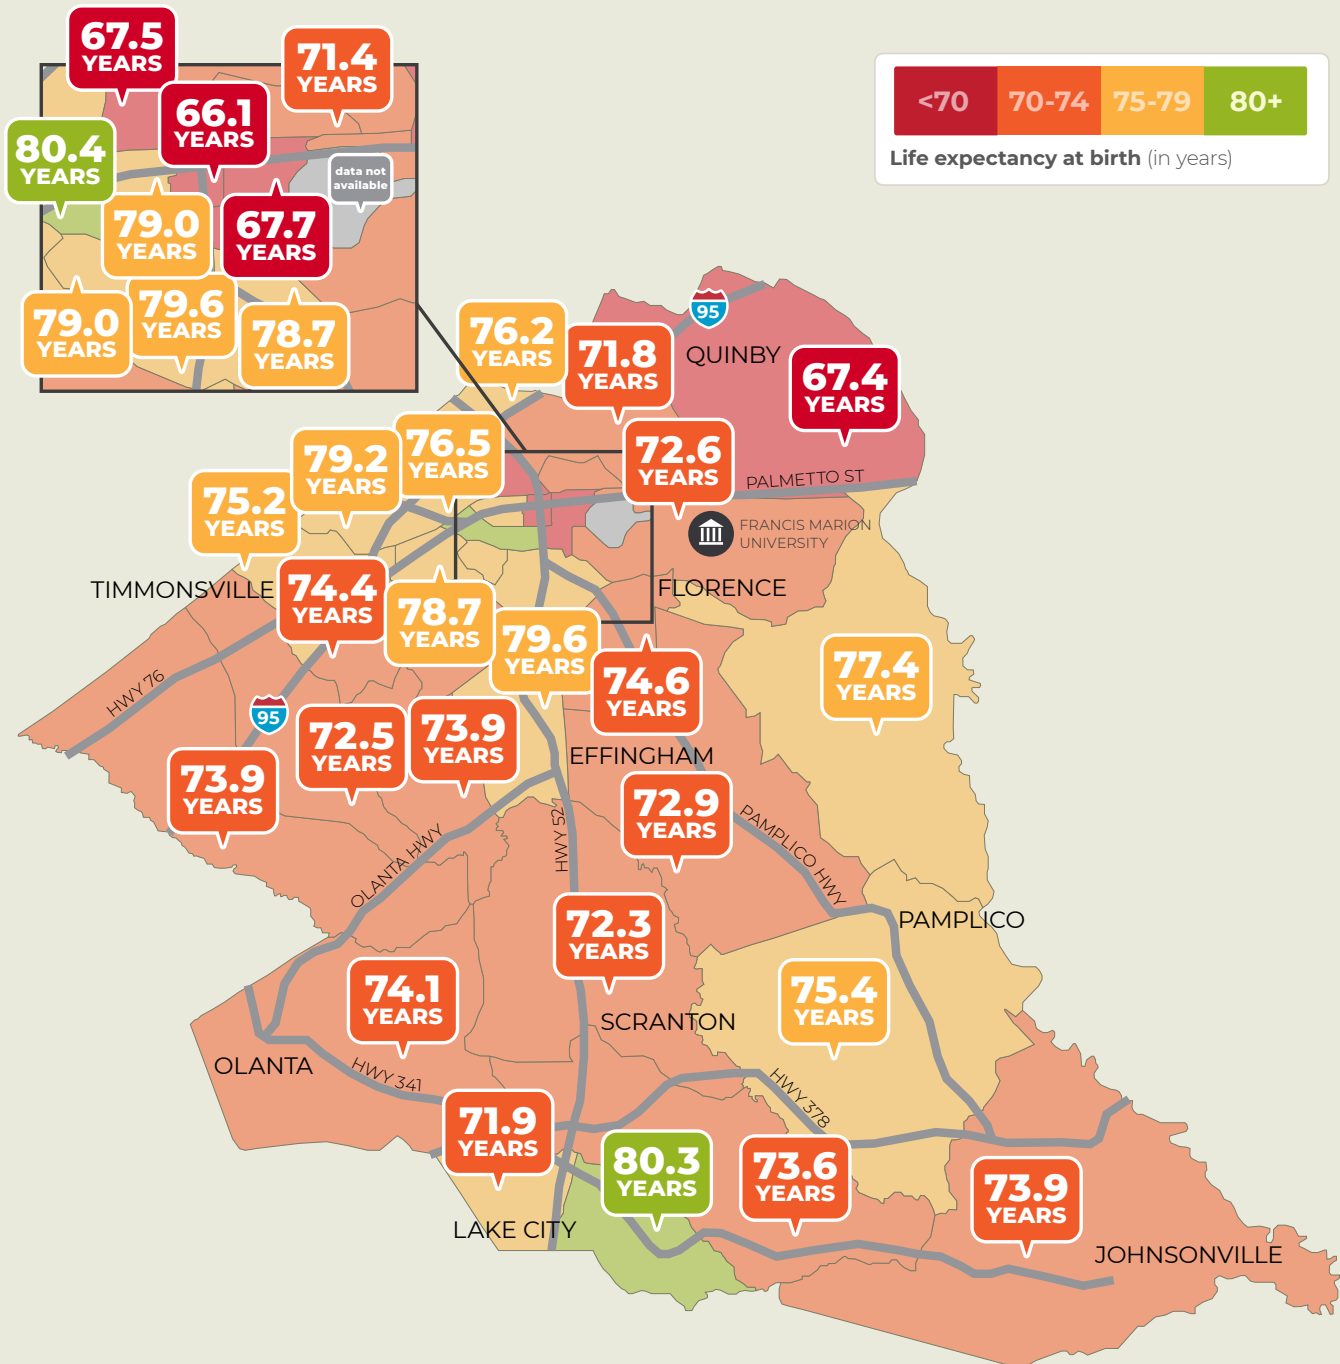 67.5
YEARS
71.4
YEARS
66.1
YEARS
80.4
YEARS
data not
available
79.0
YEARS
67.7
YEARS
79.0
YEARS
79.6
YEARS
78.7
YEARS
<70
70-74
75-79
80+
Life expectancy at birth (in years)
95
76.2
YEARS
71.8
YEARS
QUINBY
67.4
YEARS
79.2
YEARS
76.5
YEARS
72.6
YEARS
PALMETTO ST
75.2
YEARS
FRANCIS MARION
UNIVERSITY
TIMMONSVILLE
74.4
YEARS
78.7
YEARS
FLORENCE
79.6
YEARS
74.6
YEARS
77.4
YEARS
HWY 76
95
72.5
YEARS
73.9
YEARS
73.9
YEARS
EFFINGHAM
72.9
YEARS
HWY 52
PAMPLICO HWY
OLANTA HWY
72.3
YEARS
PAMPLICO
74.1
YEARS
75.4
YEARS
SCRANTON
OLANTA
HWY 341
HWY 378
71.9
YEARS
80.3
YEARS
73.6
YEARS
73.9
YEARS
LAKE CITY
JOHNSONVILLE